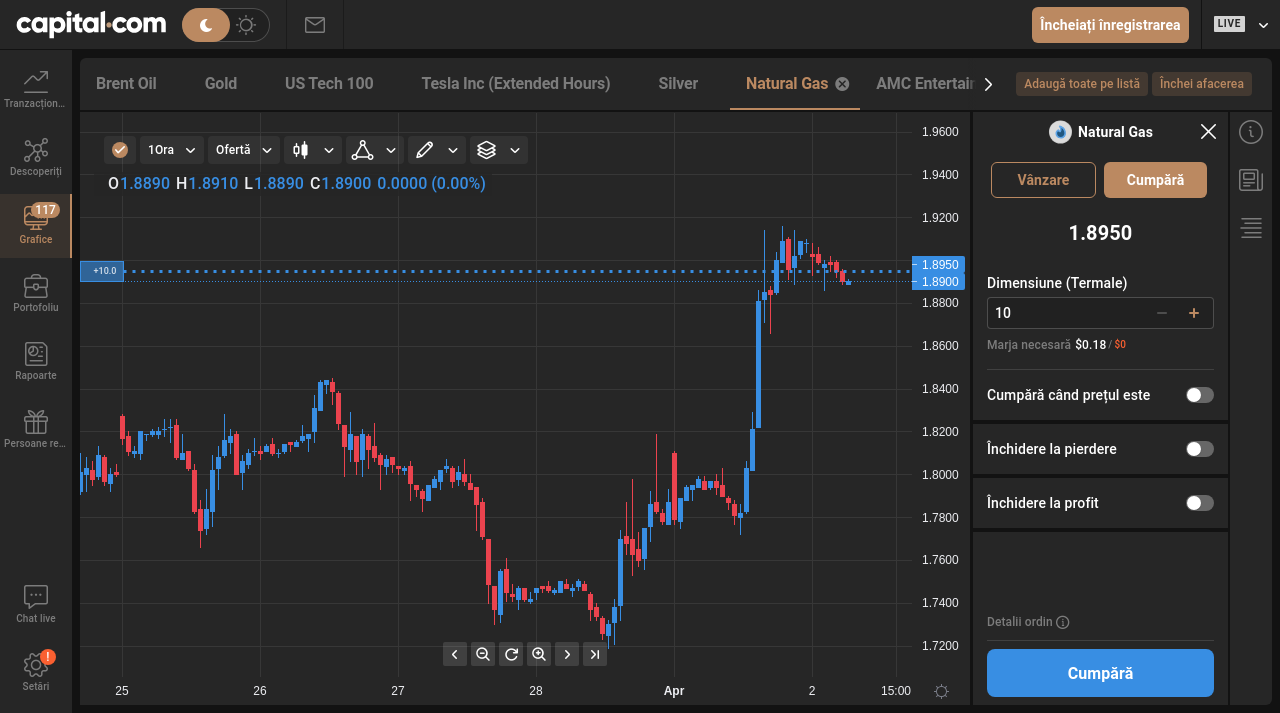 capital.com
Încheiați înregistrarea
LIVE
Tranzacțion...
Descoperiți
117
Grafice
Portofoliu
Rapoarte
Persoane re...
Chat live
!
Setări
Brent Oil
Gold
US Tech 100
Tesla Inc (Extended Hours)
Silver
Natural Gas
AMC Entertain
Adaugă toate pe listă
Închei afacerea
1Ora
Ofertă
O1.8890 H1.8910 L1.8890 C1.8900 0.0000 (0.00%)
+10.0
1.9600
1.9400
1.9200
1.8950
1.8900
1.8800
1.8600
1.8400
1.8200
1.8000
1.7800
1.7600
1.7400
1.7200
25
26
27
28
Apr
2
15:00
Natural Gas
Vânzare
Cumpără
1.8950
Dimensiune (Termale)
10
Marja necesară $0.18 / $0
Cumpără când prețul este
Închidere la pierdere
Închidere la profit
Detalii ordin
Cumpără